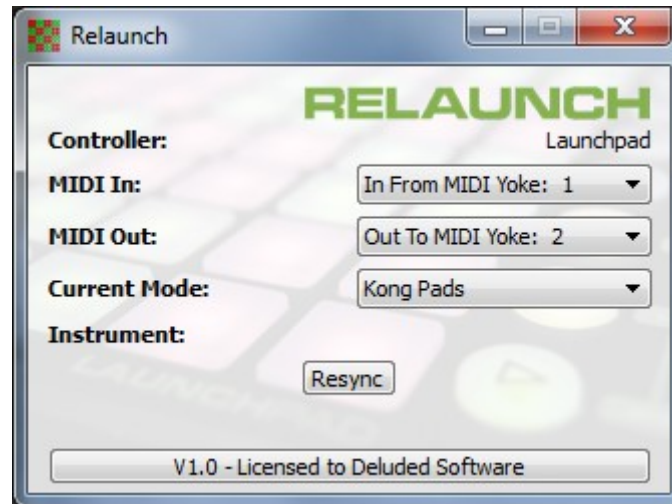 Relaunch
RELAUNCH
Controller: Launchpad
MIDI In: In From MIDI Yoke: 1
MIDI Out: Out To MIDI Yoke: 2
Current Mode: Kong Pads
Instrument:
Resync
LAUNCHPAD
V1.0 - Licensed to Deluded Software